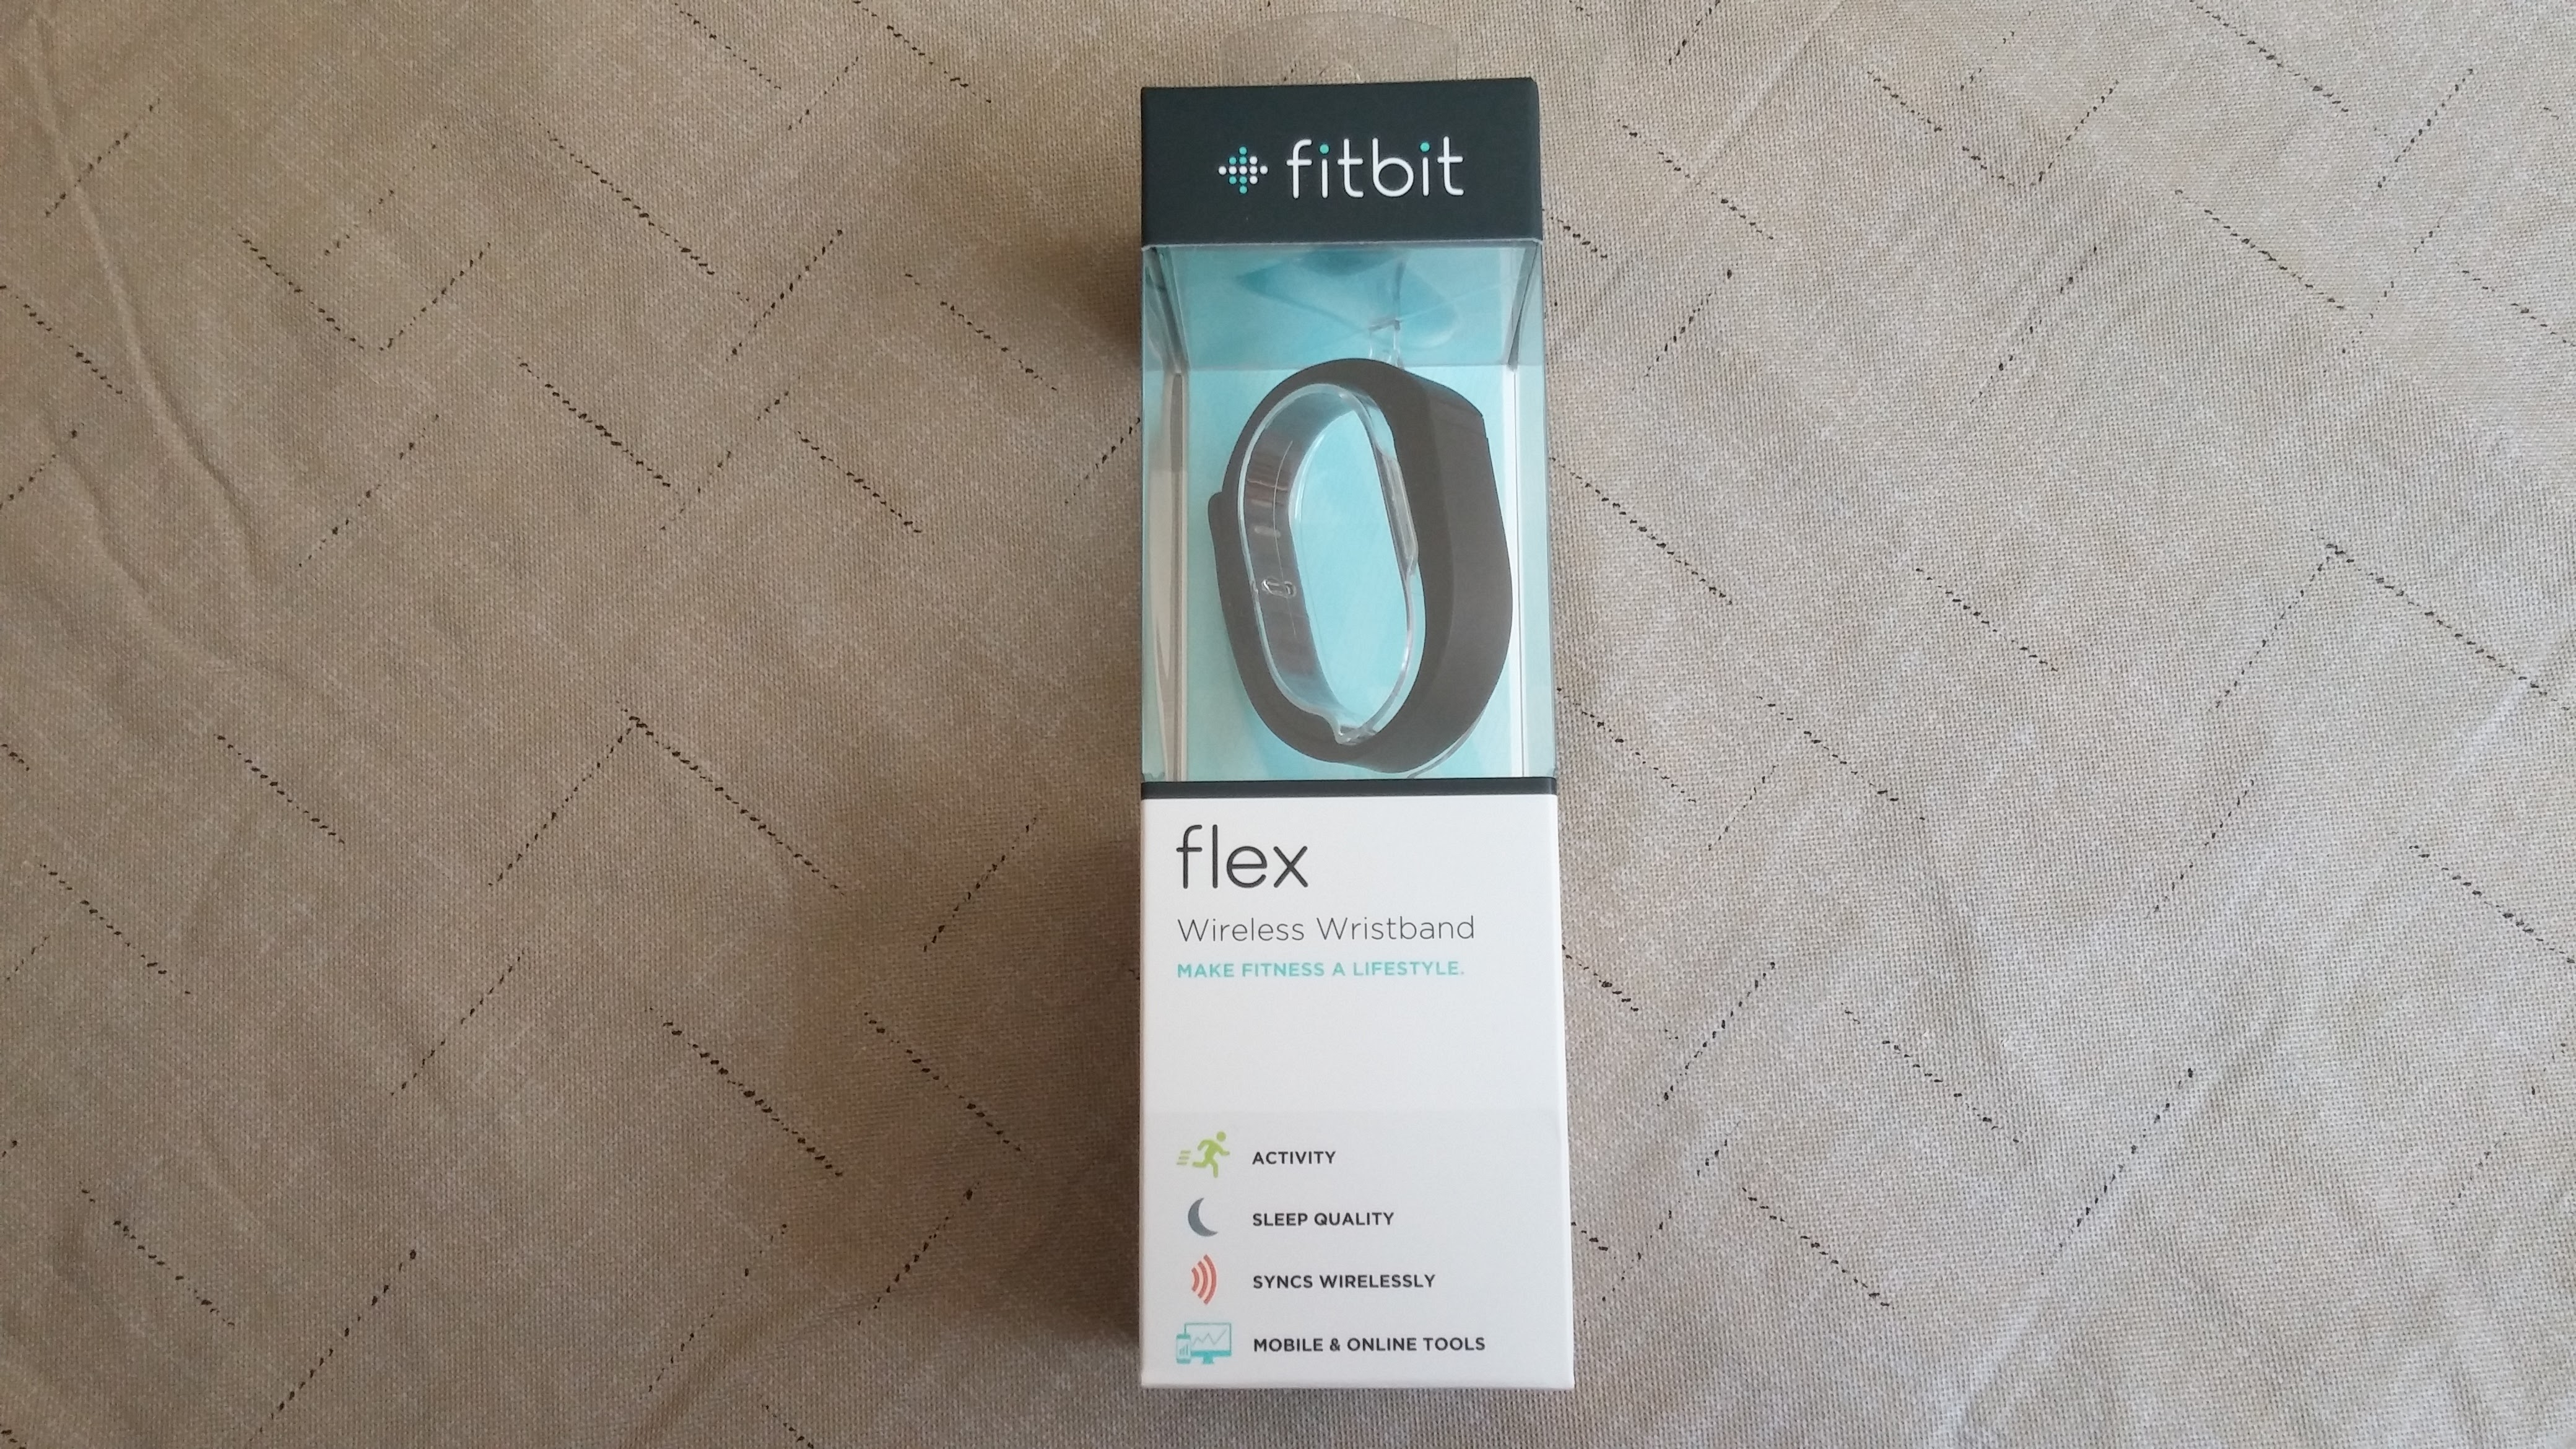 fitbit
flex
Wireless Wristband
MAKE FITNESS A LIFESTYLE.
ACTIVITY
SLEEP QUALITY
SYNCS WIRELESSLY
MOBILE & ONLINE TOOLS